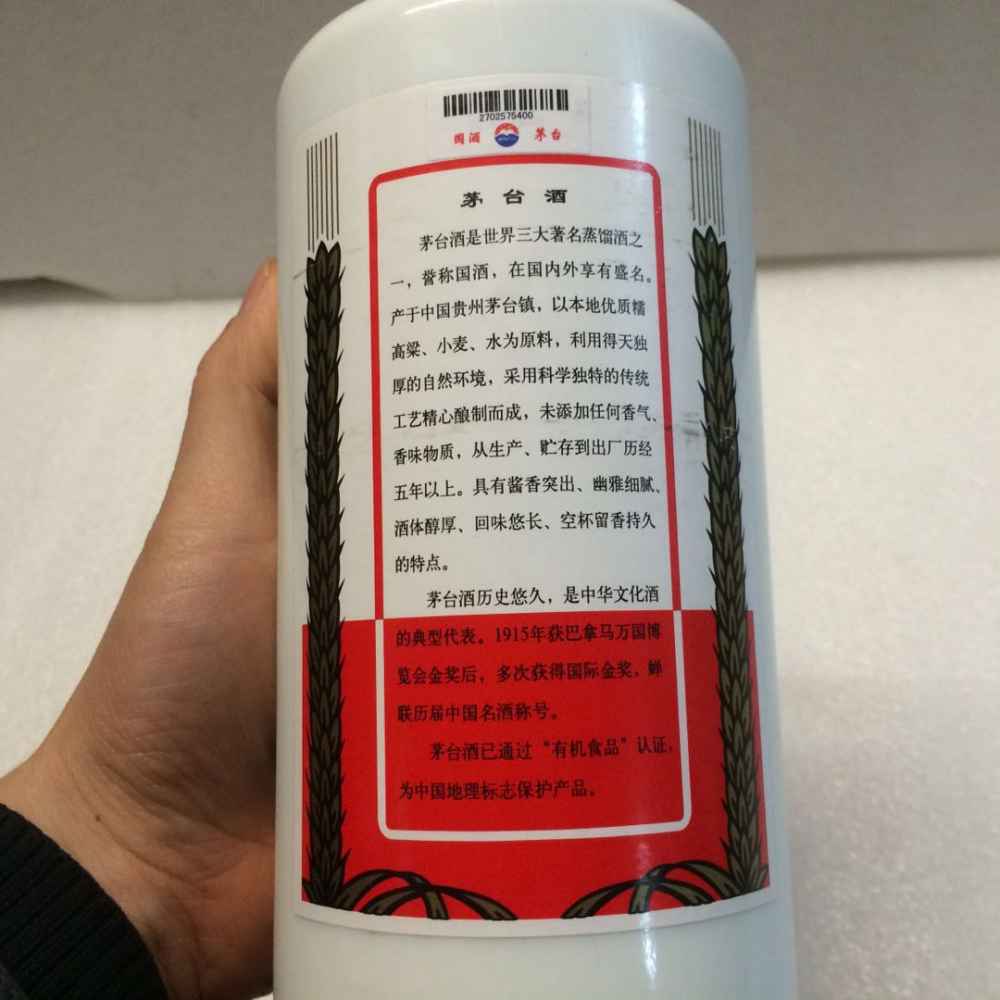 2702575400
国酒 茅台
茅台酒
茅台酒是世界三大著名蒸馏酒之
一，誉称国酒，在国内外享有盛名。
产于中国贵州茅台镇，以本地优质糯
高粱、小麦、水为原料，利用得天独
厚的自然环境，采用科学独特的传统
工艺精心酿制而成，未添加任何香气、
香味物质，从生产、贮存到出厂历经
五年以上。具有酱香突出、幽雅细腻、
酒体醇厚、回味悠长、空杯留香持久
的特点。
茅台酒历史悠久，是中华文化酒
的典型代表。1915年获巴拿马万国博
览会金奖后，多次获得国际金奖，蝉
联历届中国名酒称号。
茅台酒已通过“有机食品”认证，
为中国地理标志保护产品。